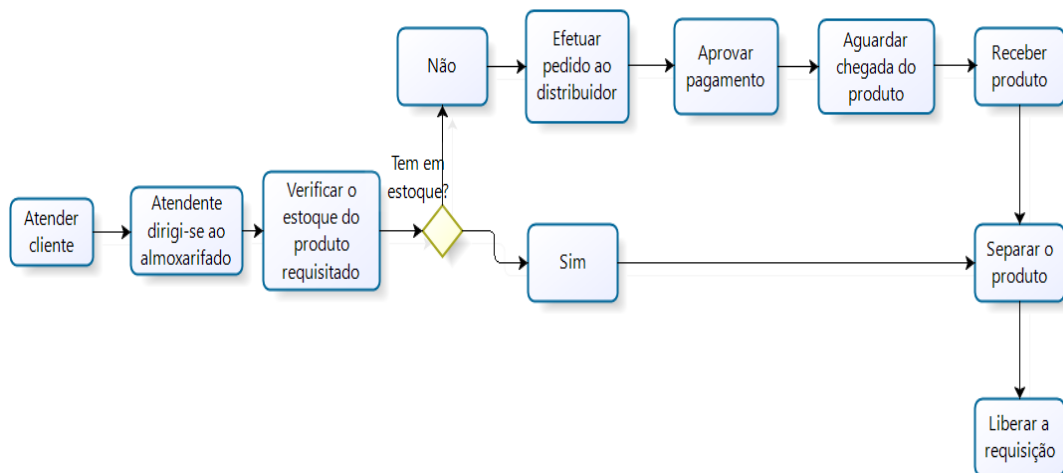 Não
Efetuar
pedido ao
distribuidor
Aprovar
pagamento
Aguardar
chegada do
produto
Receber
produto
Tem em
estoque?
Atender
cliente
Atendente
dirigi-se ao
almoxarifado
Verificar o
estoque do
produto
requisitado
Sim
Separar o
produto
Liberar a
requisição